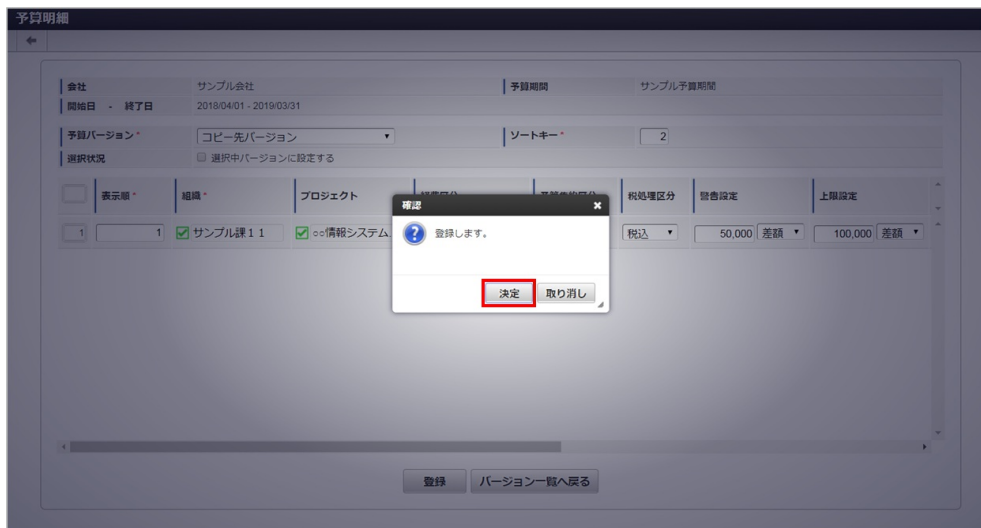 予算明細
会社 サンプル会社 予算期間 サンプル予算期間
開始日 - 終了日 2018/04/01 - 2019/03/31
予算バージョン* コピー先バージョン ソートキー* 2
選択状況 選択中バージョンに設定する
表示順* 組織* プロジェクト 税処理区分 警告設定 上限設定
1 1 サンプル課11 ○○情報システム 税込 50,000 差額 100,000 差額
確認
登録します。
決定 取り消し
登録 バージョン一覧へ戻る